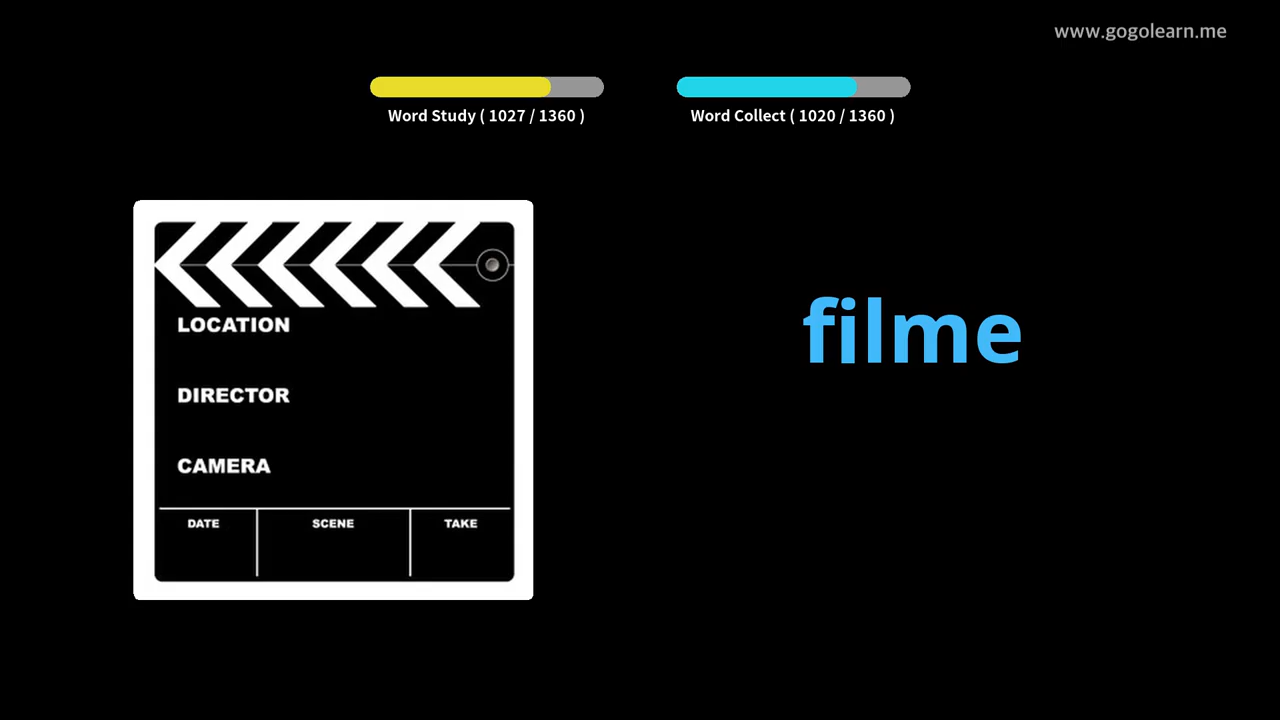 www.gogolearn.me
Word Study ( 1027 / 1360 )
Word Collect ( 1020 / 1360 )
LOCATION
DIRECTOR
CAMERA
DATE
SCENE
TAKE
filme